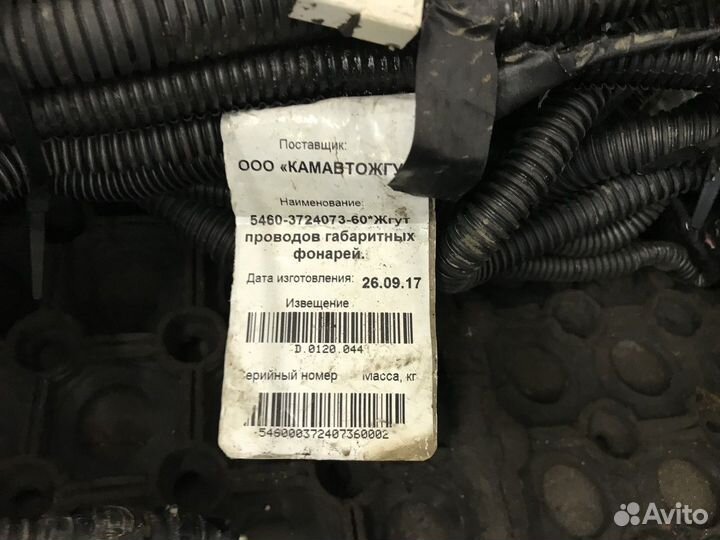 Поставщик:
ООО «КАМАВТОЖГУ
Наименование:
5460-3724073-60*Жгут
проводов габаритных
фонарей.
Дата изготовления: 26.09.17
Извещение
D.0120.044
Серийный номер Масса, кг
546000372407360002
Avito